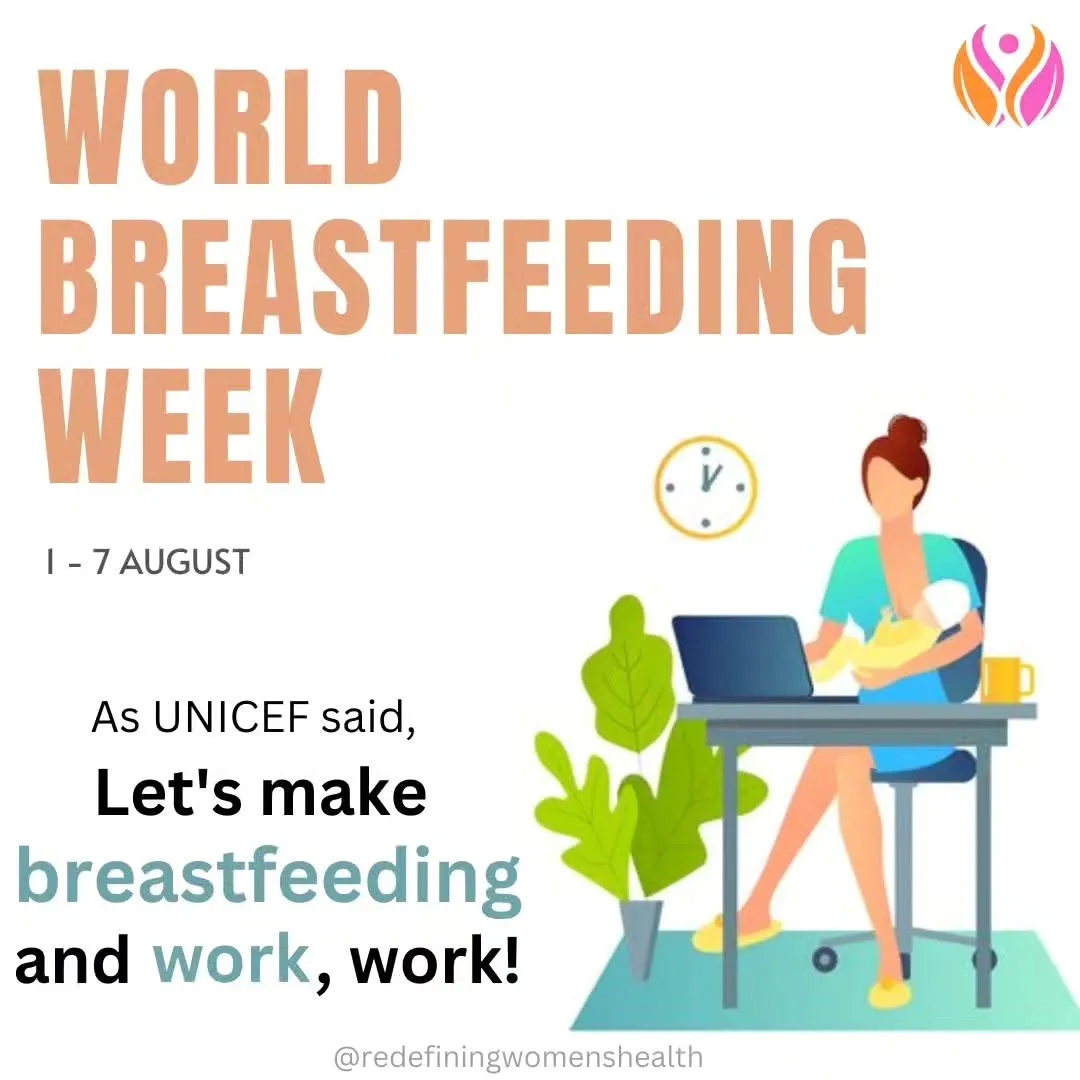 WORLD
BREASTFEEDING
WEEK
1 - 7 AUGUST
As UNICEF said,
Let's make
breastfeeding
and work, work!
@redefiningwomenshealth